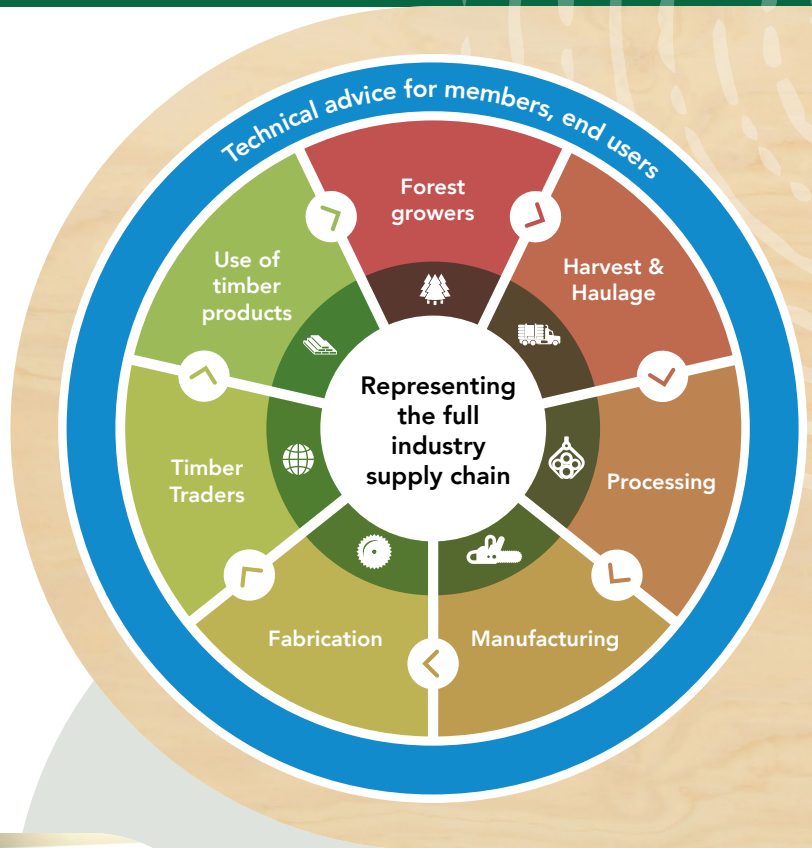 Technical advice for members, end users
Forest
growers
Harvest &
Haulage
Processing
Manufacturing
Fabrication
Timber
Traders
Use of
timber
products
Representing
the full
industry
supply chain